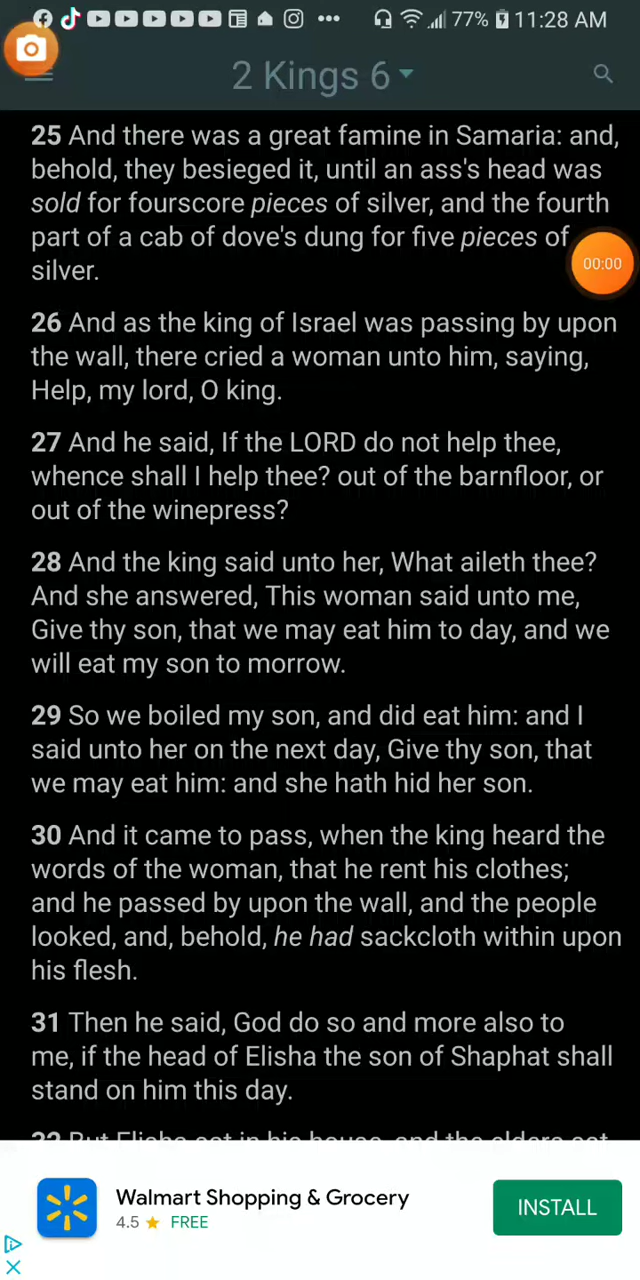 77% 11:28 AM
2 Kings 6
25 And there was a great famine in Samaria: and,
behold, they besieged it, until an ass's head was
sold for fourscore pieces of silver, and the fourth
part of a cab of dove's dung for five pieces of
silver.
00:00
26 And as the king of Israel was passing by upon
the wall, there cried a woman unto him, saying,
Help, my lord, O king.
27 And he said, If the LORD do not help thee,
whence shall I help thee? out of the barnfloor, or
out of the winepress?
28 And the king said unto her, What aileth thee?
And she answered, This woman said unto me,
Give thy son, that we may eat him to day, and we
will eat my son to morrow.
29 So we boiled my son, and did eat him: and I
said unto her on the next day, Give thy son, that
we may eat him: and she hath hid her son.
30 And it came to pass, when the king heard the
words of the woman, that he rent his clothes;
and he passed by upon the wall, and the people
looked, and, behold, he had sackcloth within upon
his flesh.
31 Then he said, God do so and more also to
me, if the head of Elisha the son of Shaphat shall
stand on him this day.
32 But Elisha sat in his house, and the elders sat
Walmart Shopping & Grocery
4.5 ★ FREE
INSTALL